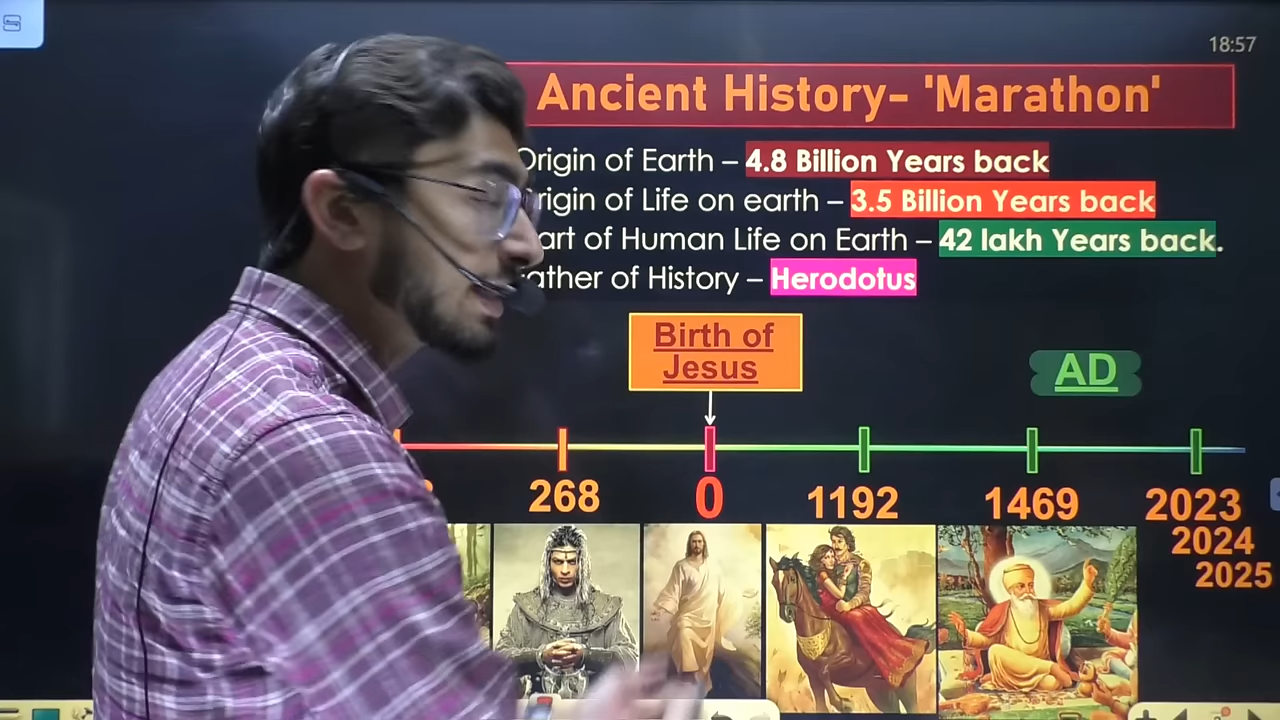 18:57
Ancient History- 'Marathon'
Origin of Earth – 4.8 Billion Years back
rigin of Life on earth – 3.5 Billion Years back
art of Human Life on Earth – 42 lakh Years back.
ather of History – Herodotus
Birth of
Jesus
AD
268 0 1192 1469 2023
2024
2025